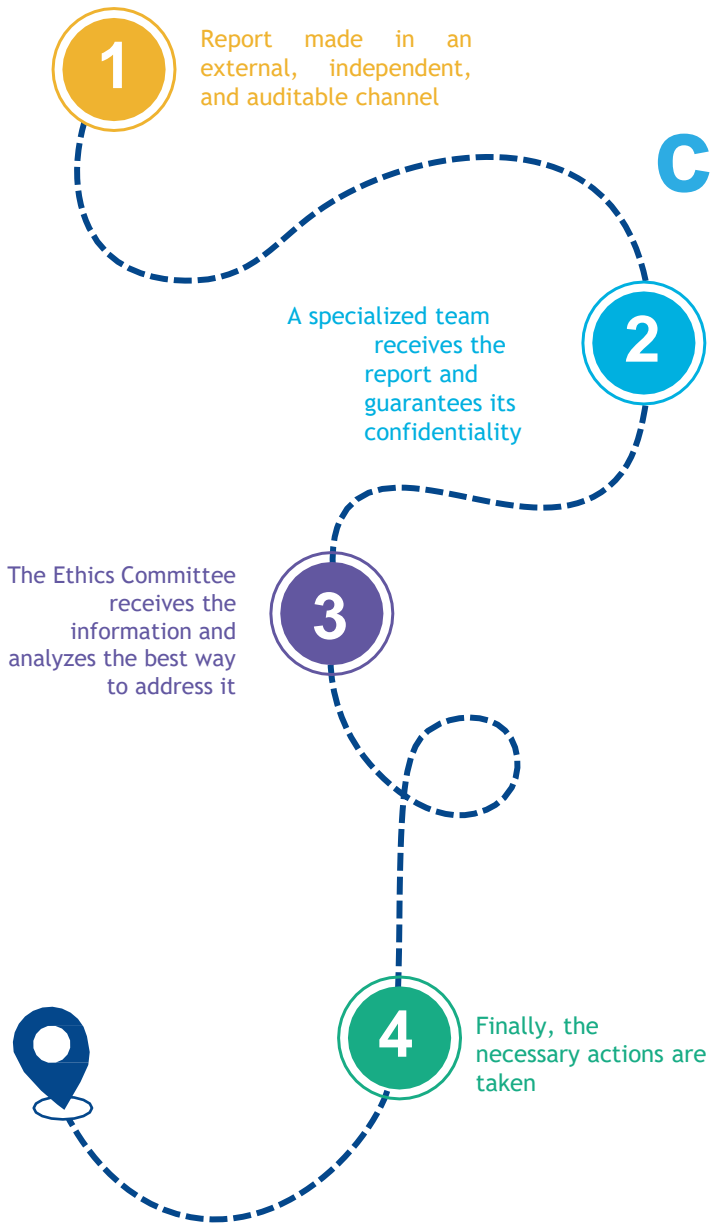 1
Report made in an
external, independent,
and auditable channel
C
2
A specialized team
receives the
report and
guarantees its
confidentiality
3
The Ethics Committee
receives the
information and
analyzes the best way
to address it
4
Finally, the
necessary actions are
taken